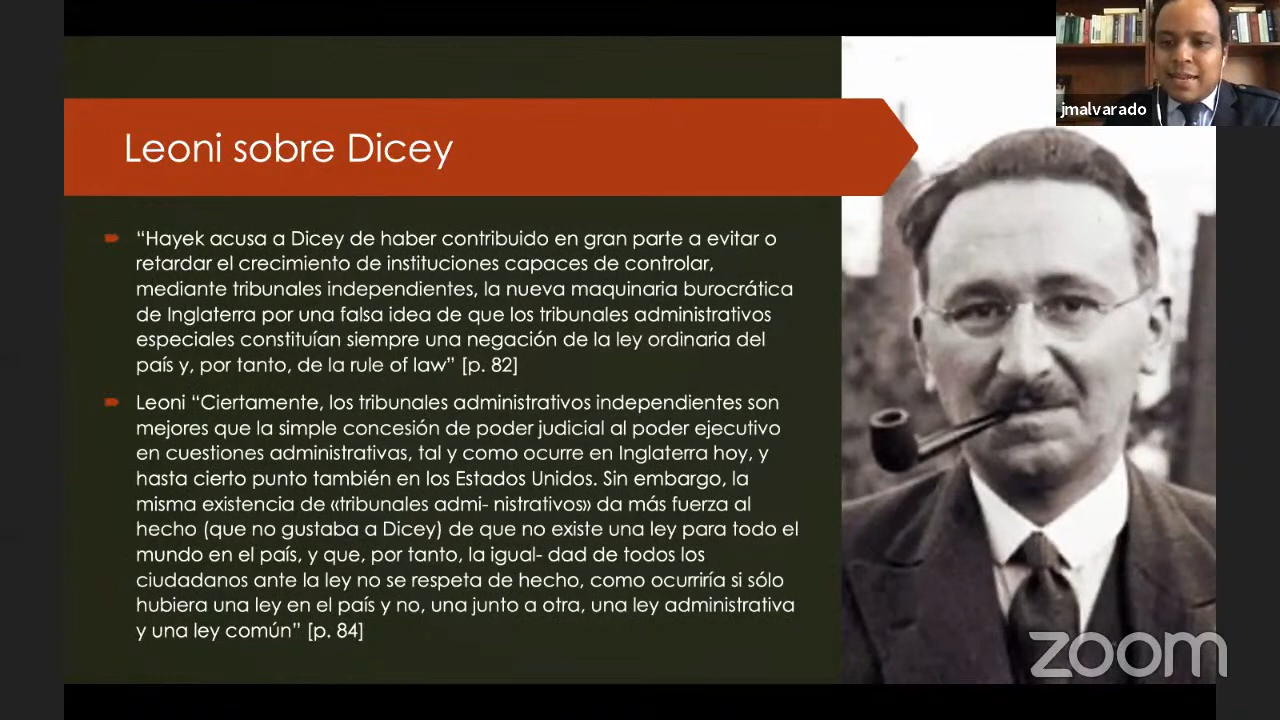 jmalvarado
Leoni sobre Dicey
“Hayek acusa a Dicey de haber contribuido en gran parte a evitar o
retardar el crecimiento de instituciones capaces de controlar,
mediante tribunales independientes, la nueva maquinaria burocrática
de Inglaterra por una falsa idea de que los tribunales administrativos
especiales constituían siempre una negación de la ley ordinaria del
país y, por tanto, de la rule of law” [p. 82]
Leoni “Ciertamente, los tribunales administrativos independientes son
mejores que la simple concesión de poder judicial al poder ejecutivo
en cuestiones administrativas, tal y como ocurre en Inglaterra hoy, y
hasta cierto punto también en los Estados Unidos. Sin embargo, la
misma existencia de «tribunales admi- nistrativos» da más fuerza al
hecho (que no gustaba a Dicey) de que no existe una ley para todo el
mundo en el país, y que, por tanto, la igual- dad de todos los
ciudadanos ante la ley no se respeta de hecho, como ocurriría si sólo
hubiera una ley en el país y no, una junto a otra, una ley administrativa
y una ley común” [p. 84]
zoom